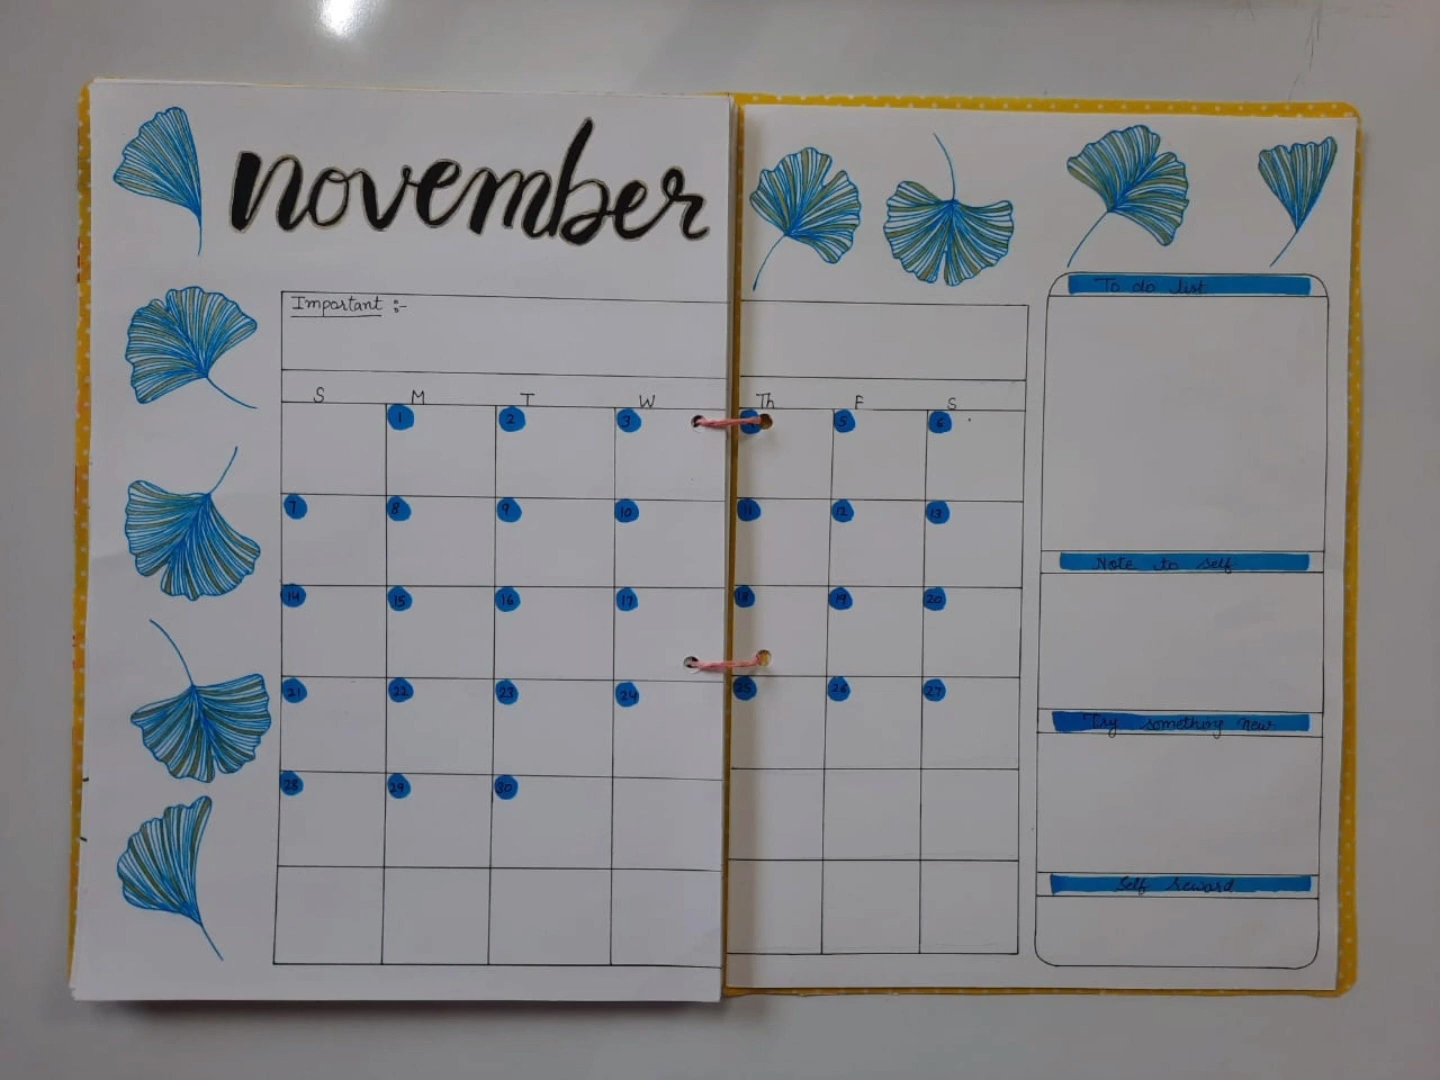 november
Important :-
S M T W Th F S
1 2 3 4 5 6
7 8 9 10 11 12 13
14 15 16 17 18 19 20
21 22 23 24 25 26 27
28 29 30
To do list
Note to self
Try something new
Self reward